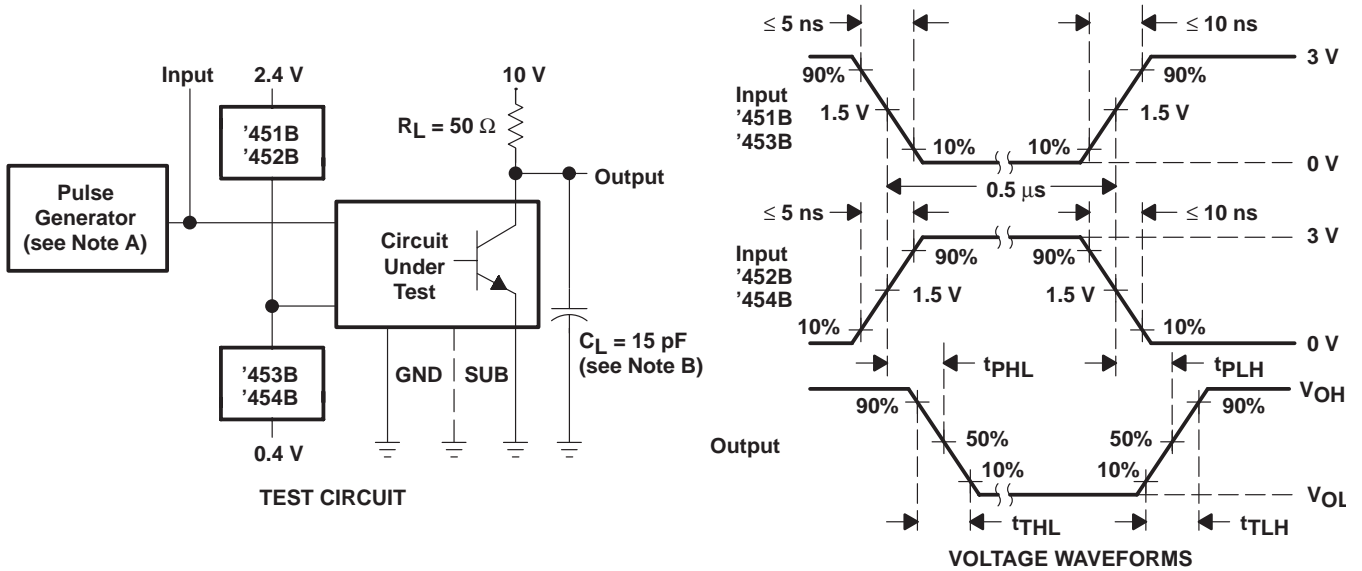 Input
2.4 V
10 V
'451B
'452B
R_L = 50 Ω
Output
Pulse
Generator
(see Note A)
Circuit
Under
Test
'453B
'454B
0.4 V
GND
SUB
C_L = 15 pF
(see Note B)
TEST CIRCUIT
≤ 5 ns
≤ 10 ns
3 V
90%
90%
Input
'451B
'453B
1.5 V
1.5 V
10%
10%
0 V
0.5 μs
≤ 5 ns
≤ 10 ns
3 V
Input
'452B
'454B
90%
90%
1.5 V
1.5 V
10%
10%
0 V
tPHL
tPLH
VOH
90%
90%
Output
50%
50%
10%
10%
VOL
tTHL
tTLH
VOLTAGE WAVEFORMS